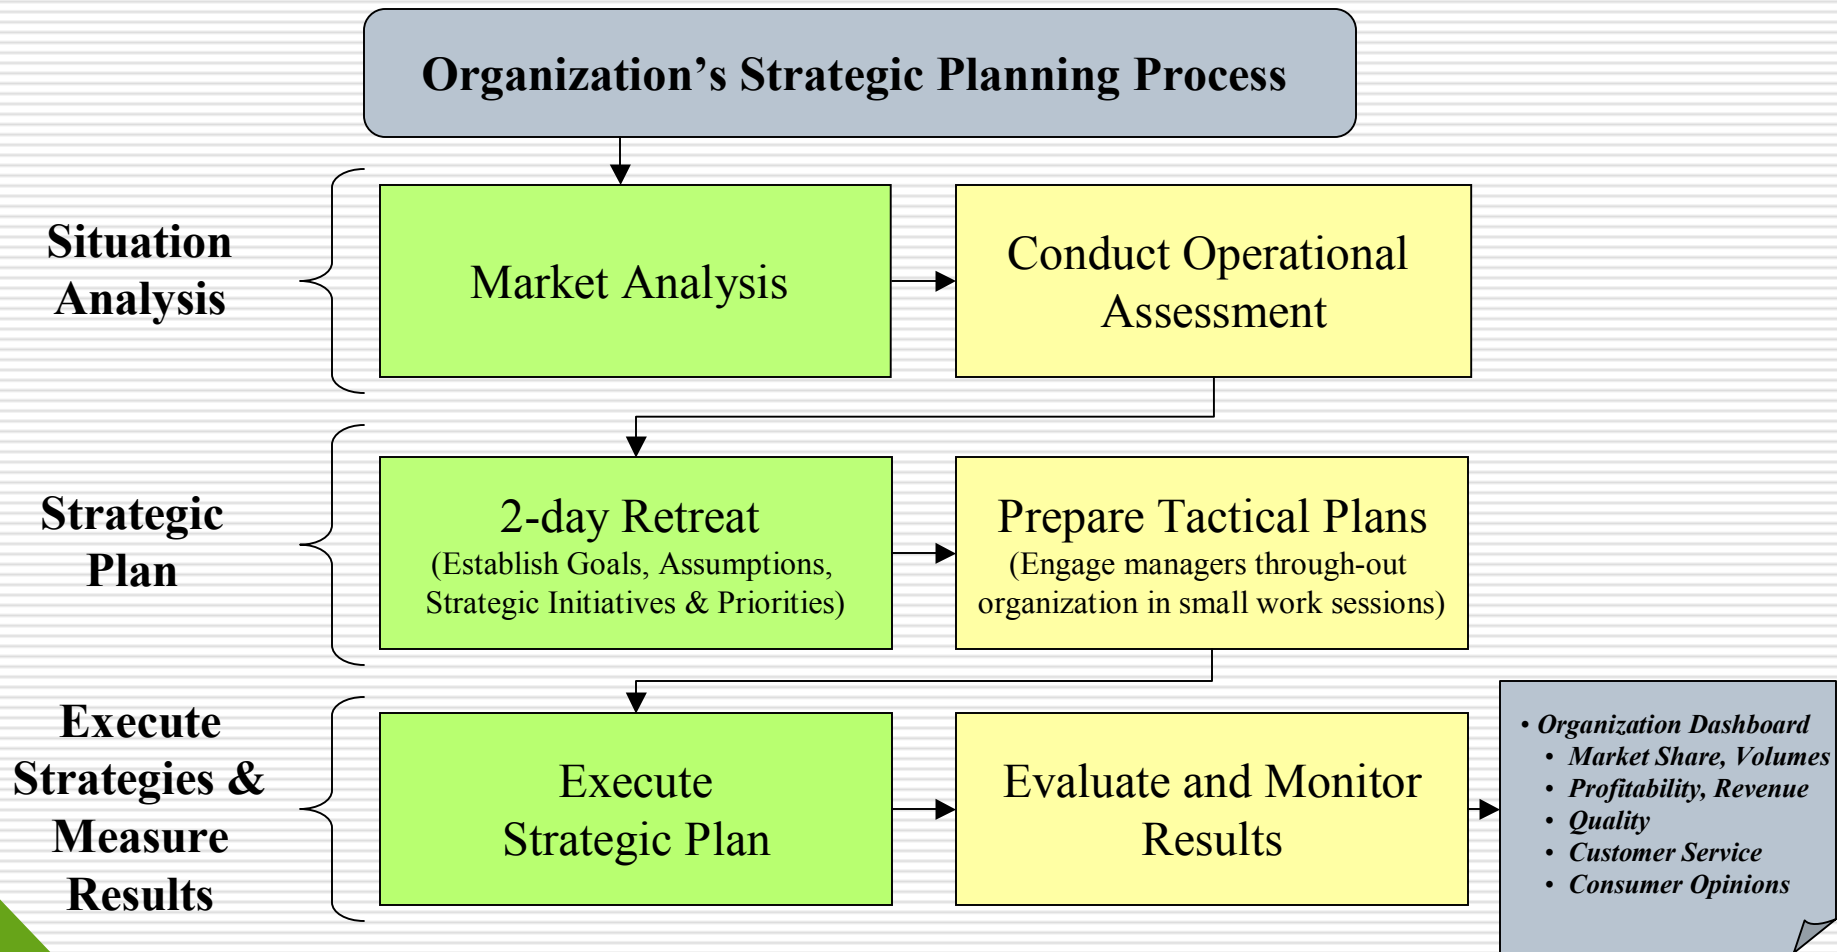 Organization’s Strategic Planning Process
Situation
Analysis
Market Analysis
Conduct Operational
Assessment
Strategic
Plan
2-day Retreat
(Establish Goals, Assumptions,
Strategic Initiatives & Priorities)
Prepare Tactical Plans
(Engage managers through-out
organization in small work sessions)
Execute
Strategies &
Measure
Results
Execute
Strategic Plan
Evaluate and Monitor
Results
• Organization Dashboard
• Market Share, Volumes
• Profitability, Revenue
• Quality
• Customer Service
• Consumer Opinions